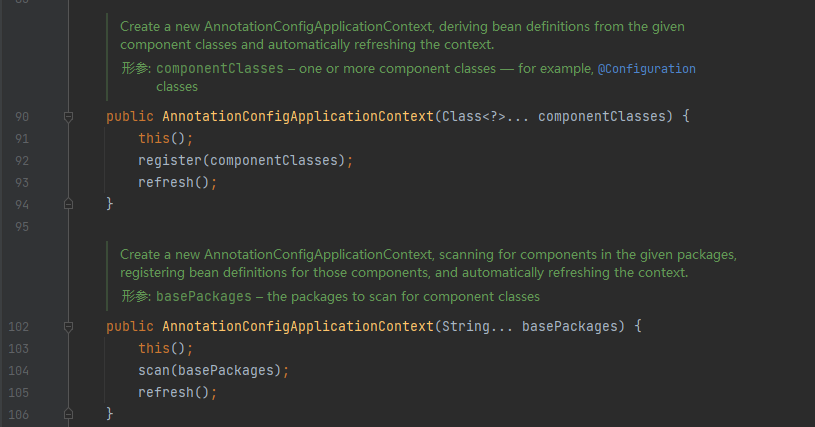 Create a new AnnotationConfigApplicationContext, deriving bean definitions from the given
component classes and automatically refreshing the context.
形参: componentClasses – one or more component classes — for example, @Configuration
classes
90 public AnnotationConfigApplicationContext(Class<?>... componentClasses) {
91 this();
92 register(componentClasses);
93 refresh();
94 }
95
Create a new AnnotationConfigApplicationContext, scanning for components in the given packages,
registering bean definitions for those components, and automatically refreshing the context.
形参: basePackages – the packages to scan for component classes
102 public AnnotationConfigApplicationContext(String... basePackages) {
103 this();
104 scan(basePackages);
105 refresh();
106 }